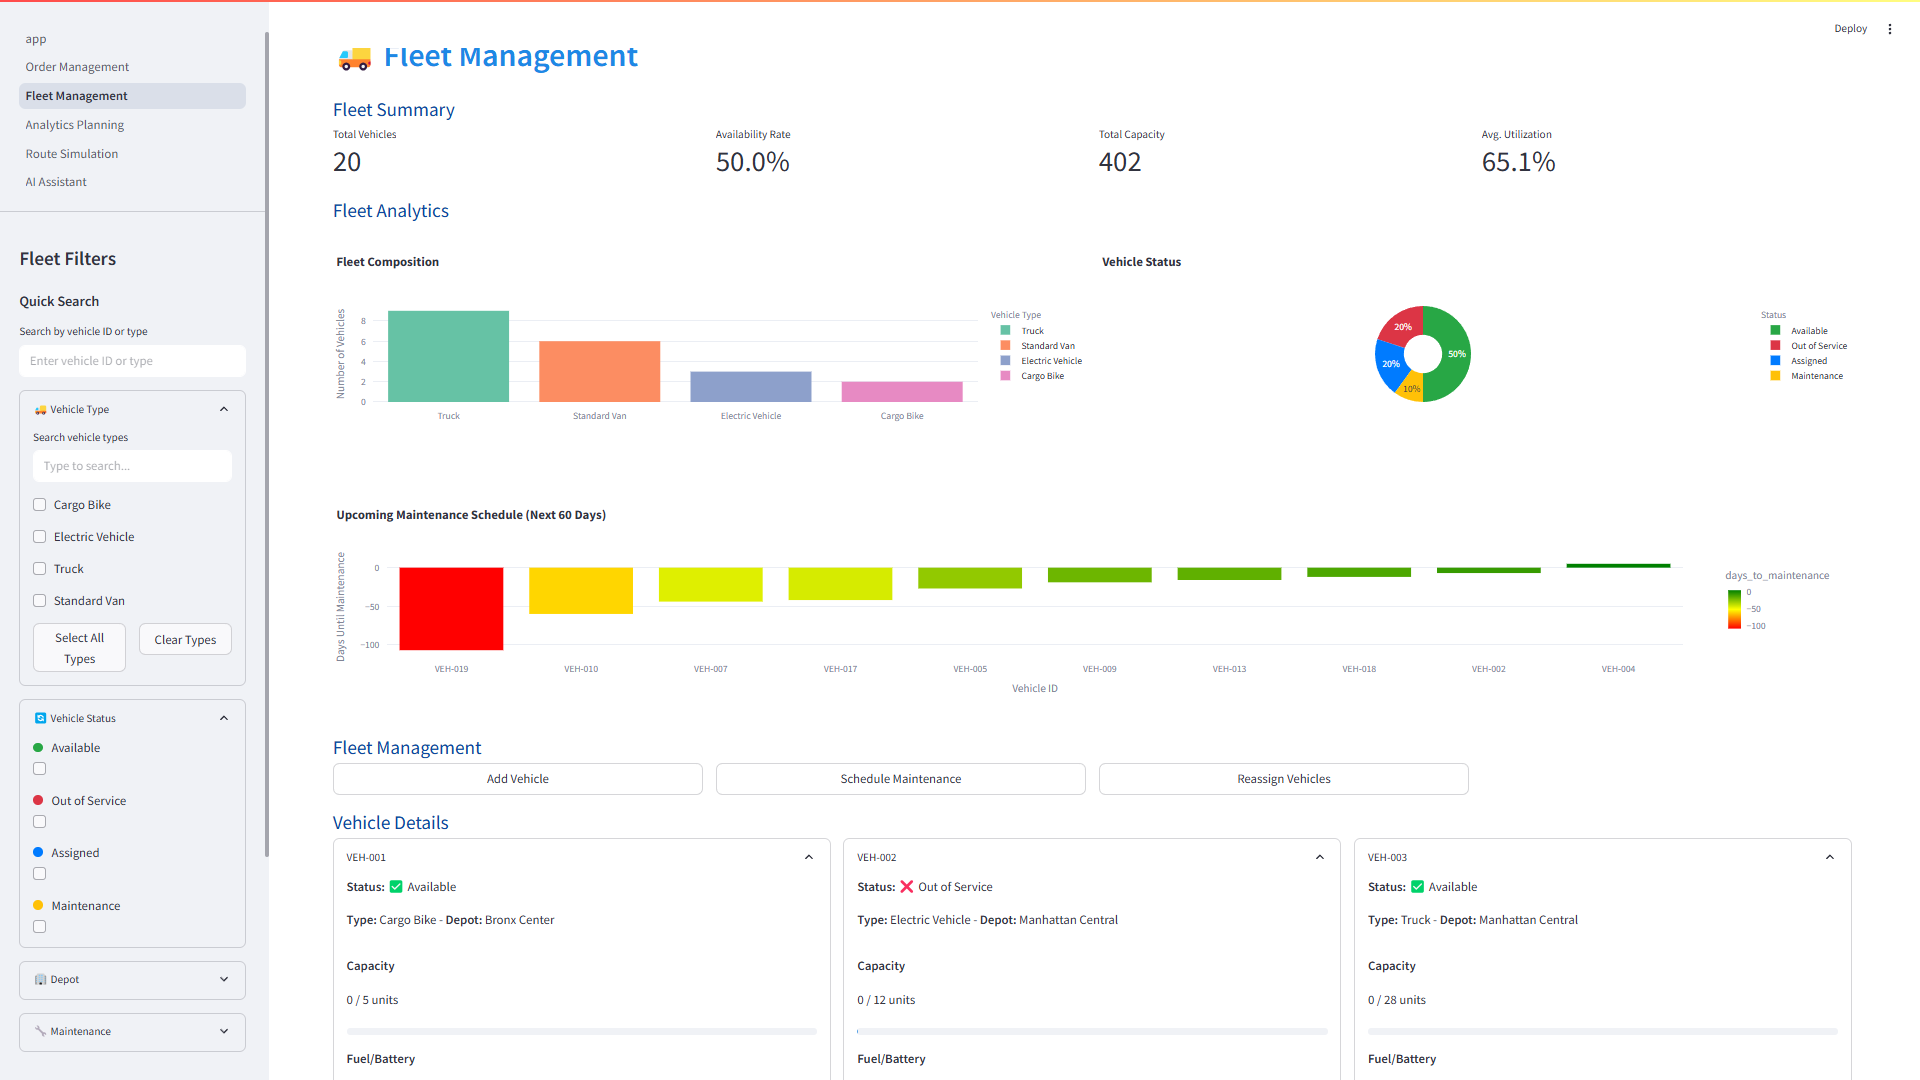 app
Order Management
Fleet Management
Analytics Planning
Route Simulation
AI Assistant
Fleet Filters
Quick Search
Search by vehicle ID or type
Enter vehicle ID or type
Vehicle Type
Search vehicle types
Type to search...
Cargo Bike
Electric Vehicle
Truck
Standard Van
Select All
Types
Clear Types
Vehicle Status
Available
Out of Service
Assigned
Maintenance
Depot
Maintenance
Deploy
Fleet Management
Fleet Summary
Total Vehicles
20
Availability Rate
50.0%
Total Capacity
402
Avg. Utilization
65.1%
Fleet Analytics
Fleet Composition
Number of Vehicles
8
6
4
2
0
Truck
Standard Van
Electric Vehicle
Cargo Bike
Vehicle Type
Truck
Standard Van
Electric Vehicle
Cargo Bike
Vehicle Status
20%
50%
20%
10%
Status
Available
Out of Service
Assigned
Maintenance
Upcoming Maintenance Schedule (Next 60 Days)
Days Until Maintenance
0
−50
−100
VEH-019
VEH-010
VEH-007
VEH-017
VEH-005
VEH-009
VEH-013
VEH-018
VEH-002
VEH-004
Vehicle ID
days_to_maintenance
0
−50
−100
Fleet Management
Add Vehicle
Schedule Maintenance
Reassign Vehicles
Vehicle Details
VEH-001
Status: Available
Type: Cargo Bike - Depot: Bronx Center
Capacity
0 / 5 units
Fuel/Battery
VEH-002
Status: Out of Service
Type: Electric Vehicle - Depot: Manhattan Central
Capacity
0 / 12 units
Fuel/Battery
VEH-003
Status: Available
Type: Truck - Depot: Manhattan Central
Capacity
0 / 28 units
Fuel/Battery